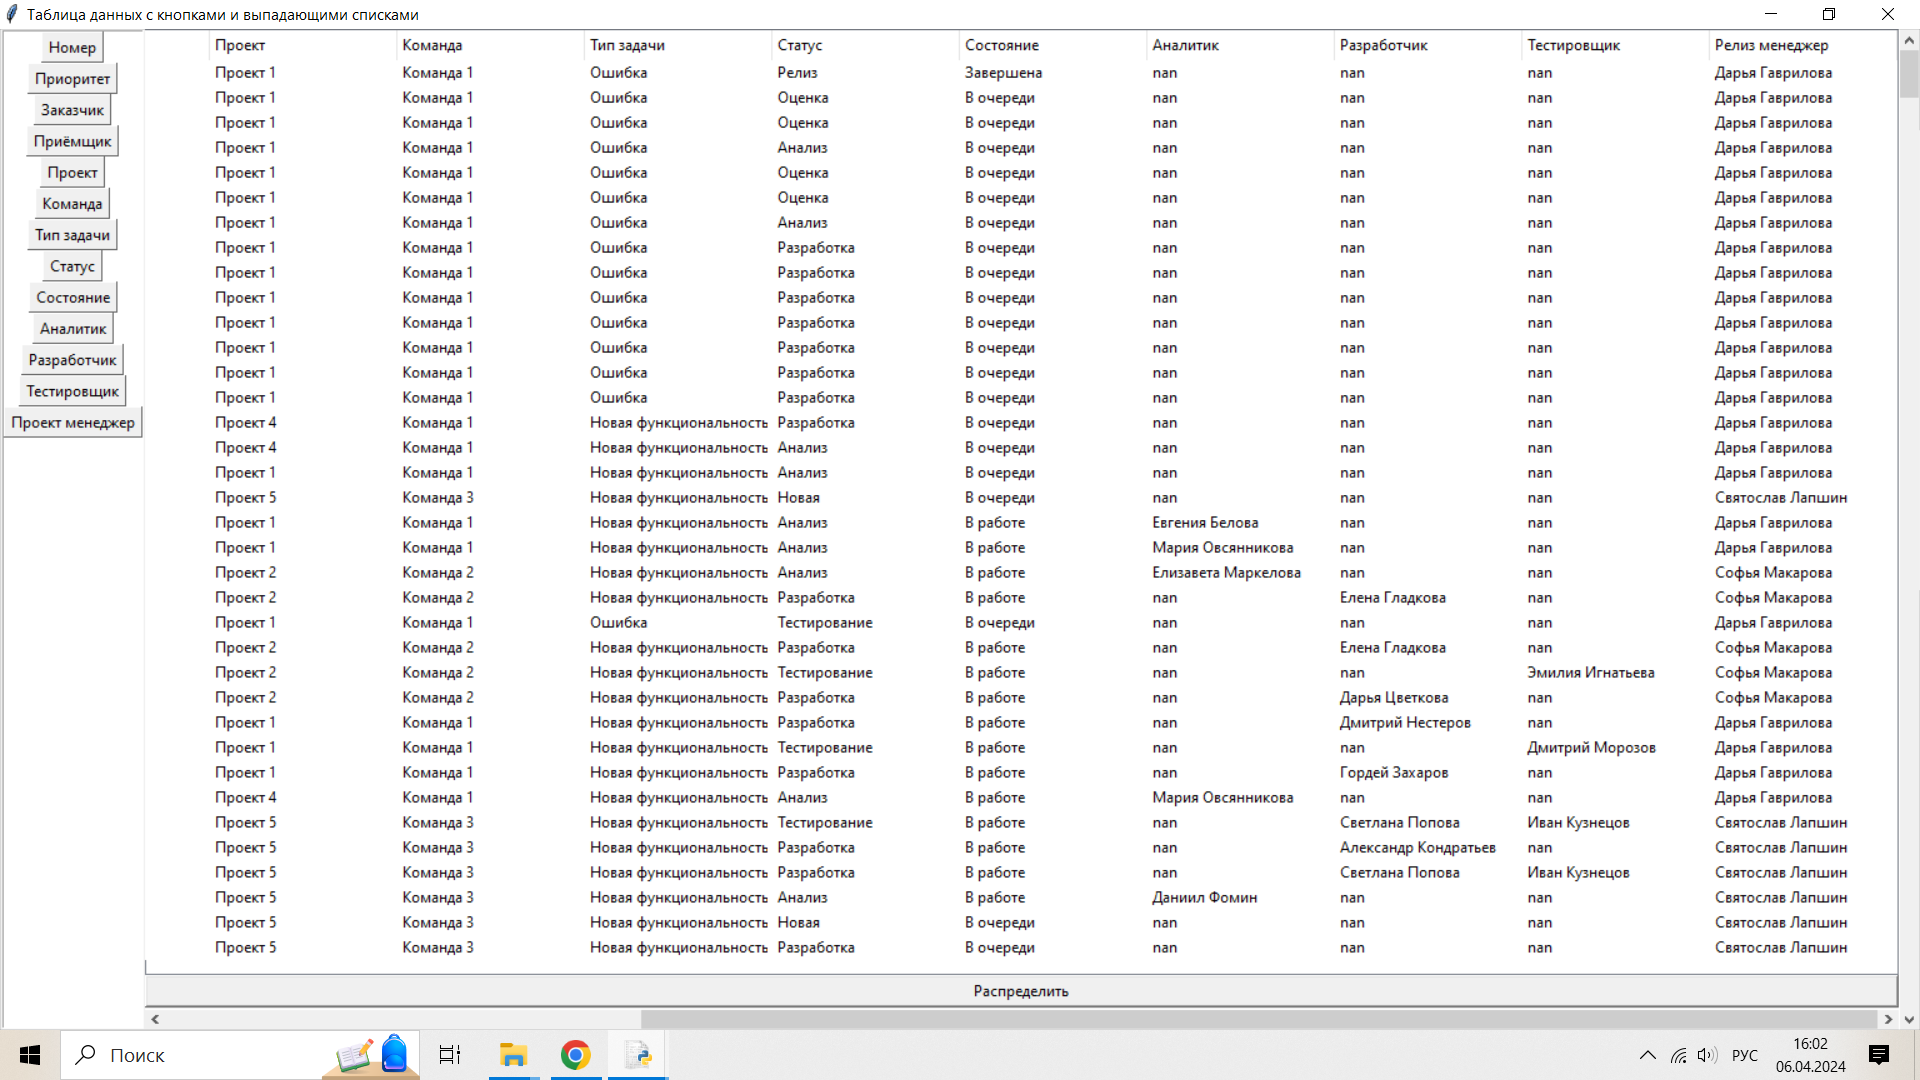 Таблица данных с кнопками и выпадающими списками
Номер
Приоритет
Заказчик
Приёмщик
Проект
Команда
Тип задачи
Статус
Состояние
Аналитик
Разработчик
Тестировщик
Проект менеджер
Проект Команда Тип задачи Статус Состояние Аналитик Разработчик Тестировщик Релиз менеджер
Проект 1 Команда 1 Ошибка Релиз Завершена nan nan nan Дарья Гаврилова
Проект 1 Команда 1 Ошибка Оценка В очереди nan nan nan Дарья Гаврилова
Проект 1 Команда 1 Ошибка Оценка В очереди nan nan nan Дарья Гаврилова
Проект 1 Команда 1 Ошибка Анализ В очереди nan nan nan Дарья Гаврилова
Проект 1 Команда 1 Ошибка Оценка В очереди nan nan nan Дарья Гаврилова
Проект 1 Команда 1 Ошибка Оценка В очереди nan nan nan Дарья Гаврилова
Проект 1 Команда 1 Ошибка Анализ В очереди nan nan nan Дарья Гаврилова
Проект 1 Команда 1 Ошибка Разработка В очереди nan nan nan Дарья Гаврилова
Проект 1 Команда 1 Ошибка Разработка В очереди nan nan nan Дарья Гаврилова
Проект 1 Команда 1 Ошибка Разработка В очереди nan nan nan Дарья Гаврилова
Проект 1 Команда 1 Ошибка Разработка В очереди nan nan nan Дарья Гаврилова
Проект 1 Команда 1 Ошибка Разработка В очереди nan nan nan Дарья Гаврилова
Проект 1 Команда 1 Ошибка Разработка В очереди nan nan nan Дарья Гаврилова
Проект 1 Команда 1 Ошибка Разработка В очереди nan nan nan Дарья Гаврилова
Проект 4 Команда 1 Новая функциональность Разработка В очереди nan nan nan Дарья Гаврилова
Проект 4 Команда 1 Новая функциональность Анализ В очереди nan nan nan Дарья Гаврилова
Проект 1 Команда 1 Новая функциональность Анализ В очереди nan nan nan Дарья Гаврилова
Проект 5 Команда 3 Новая функциональность Новая В очереди nan nan nan Святослав Лапшин
Проект 1 Команда 1 Новая функциональность Анализ В работе Евгения Белова nan nan Дарья Гаврилова
Проект 1 Команда 1 Новая функциональность Анализ В работе Мария Овсянникова nan nan Дарья Гаврилова
Проект 2 Команда 2 Новая функциональность Анализ В работе Елизавета Маркелова nan nan Софья Макарова
Проект 2 Команда 2 Новая функциональность Разработка В работе nan Елена Гладкова nan Софья Макарова
Проект 1 Команда 1 Ошибка Тестирование В очереди nan nan nan Дарья Гаврилова
Проект 2 Команда 2 Новая функциональность Разработка В работе nan Елена Гладкова nan Софья Макарова
Проект 2 Команда 2 Новая функциональность Тестирование В работе nan nan Эмилия Игнатьева Софья Макарова
Проект 2 Команда 2 Новая функциональность Разработка В работе nan Дарья Цветкова nan Софья Макарова
Проект 1 Команда 1 Новая функциональность Разработка В работе nan Дмитрий Нестеров nan Дарья Гаврилова
Проект 1 Команда 1 Новая функциональность Тестирование В работе nan nan Дмитрий Морозов Дарья Гаврилова
Проект 1 Команда 1 Новая функциональность Разработка В работе nan Гордей Захаров nan Дарья Гаврилова
Проект 4 Команда 1 Новая функциональность Анализ В работе Мария Овсянникова nan nan Дарья Гаврилова
Проект 5 Команда 3 Новая функциональность Тестирование В работе nan Светлана Попова Иван Кузнецов Святослав Лапшин
Проект 5 Команда 3 Новая функциональность Разработка В работе nan Александр Кондратьев nan Святослав Лапшин
Проект 5 Команда 3 Новая функциональность Разработка В работе nan Светлана Попова Иван Кузнецов Святослав Лапшин
Проект 5 Команда 3 Новая функциональность Анализ В работе Даниил Фомин nan nan Святослав Лапшин
Проект 5 Команда 3 Новая функциональность Новая В очереди nan nan nan Святослав Лапшин
Проект 5 Команда 3 Новая функциональность Разработка В очереди nan nan nan Святослав Лапшин
Распределить
Поиск
РУС
16:02
06.04.2024